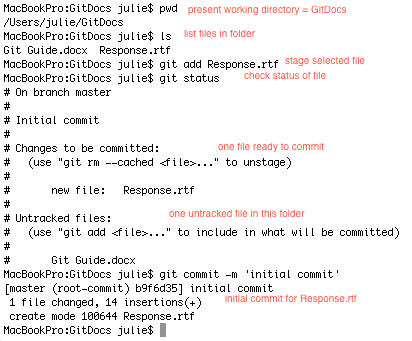 MacBookPro:GitDocs julie$ pwd present working directory = GitDocs
/Users/julie/GitDocs
MacBookPro:GitDocs julie$ ls list files in folder
Git Guide.docx Response.rtf
MacBookPro:GitDocs julie$ git add Response.rtf stage selected file
MacBookPro:GitDocs julie$ git status check status of file
# On branch master
#
# Initial commit
#
# Changes to be committed: one file ready to commit
# (use "git rm --cached <file>..." to unstage)
#
# new file: Response.rtf
#
# Untracked files: one untracked file in this folder
# (use "git add <file>..." to include in what will be committed)
#
# Git Guide.docx
MacBookPro:GitDocs julie$ git commit -m 'initial commit'
[master (root-commit) b9f6d35] initial commit
1 file changed, 14 insertions(+) initial commit for Response.rtf
create mode 100644 Response.rtf
MacBookPro:GitDocs julie$